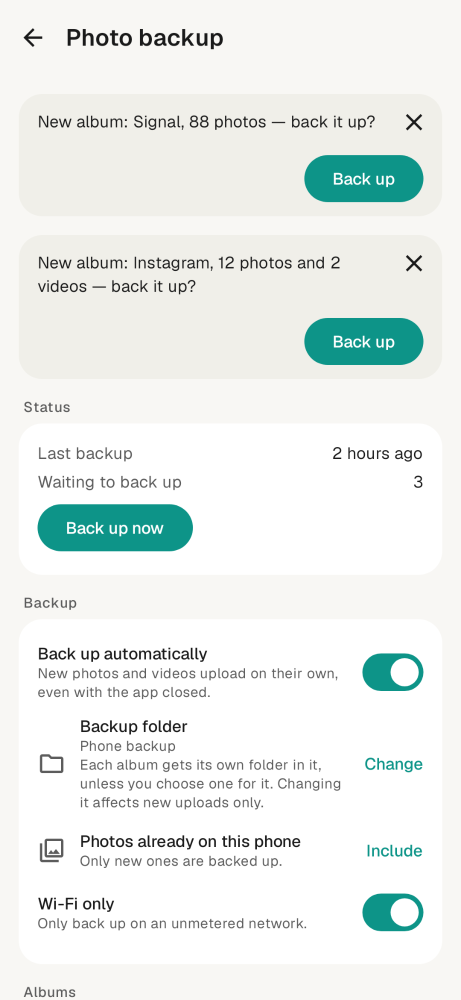 Photo backup
New album: Signal, 88 photos — back it up?
Back up
New album: Instagram, 12 photos and 2
videos — back it up?
Back up
Status
Last backup
2 hours ago
Waiting to back up
3
Back up now
Backup
Back up automatically
New photos and videos upload on their own,
even with the app closed.
Backup folder
Phone backup
Each album gets its own folder in it,
unless you choose one for it. Changing
it affects new uploads only.
Change
Photos already on this phone
Only new ones are backed up.
Include
Wi-Fi only
Only back up on an unmetered network.
Albums